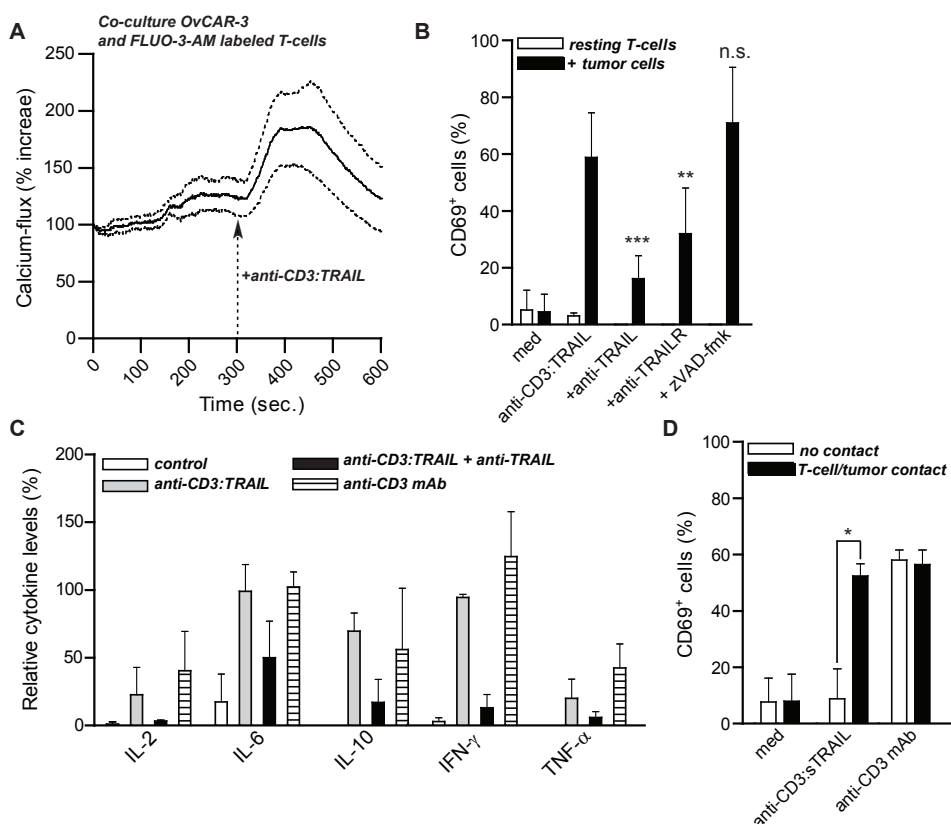 A
Co-culture OvCAR-3
and FLUO-3-AM labeled T-cells
Calcium-flux (% increae)
250
200
150
100
50
0
+anti-CD3:TRAIL
0
100
200
300
400
500
600
Time (sec.)
B
CD69+ cells (%)
100
80
60
40
20
0
resting T-cells
+ tumor cells
n.s.
**
***
med
anti-CD3:TRAIL
+anti-TRAIL
+anti-TRAILR
+ zVAD-fmk
C
Relative cytokine levels (%)
200
150
100
50
0
control
anti-CD3:TRAIL
anti-CD3:TRAIL + anti-TRAIL
anti-CD3 mAb
IL-2
IL-6
IL-10
IFN-γ
TNF-α
D
CD69+ cells (%)
100
80
60
40
20
0
no contact
T-cell/tumor contact
*
med
anti-CD3:sTRAIL
anti-CD3 mAb